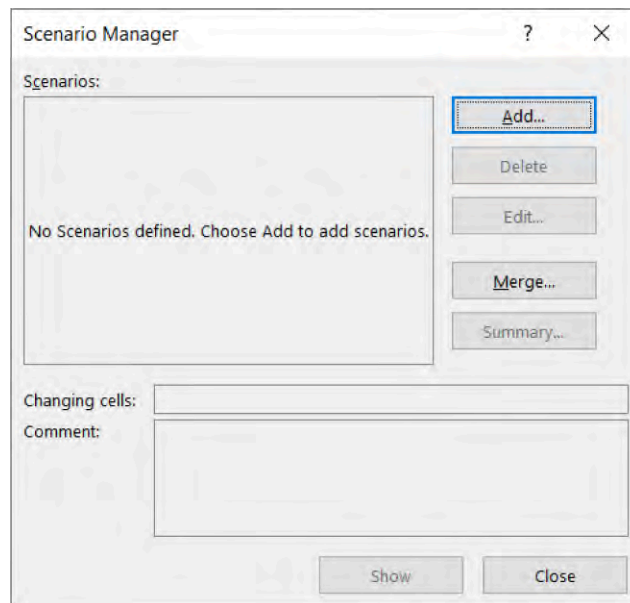 Scenario Manager ? ×
Scenarios:
Add...
Delete
Edit...
No Scenarios defined. Choose Add to add scenarios.
Merge...
Summary...
Changing cells:
Comment:
Show Close